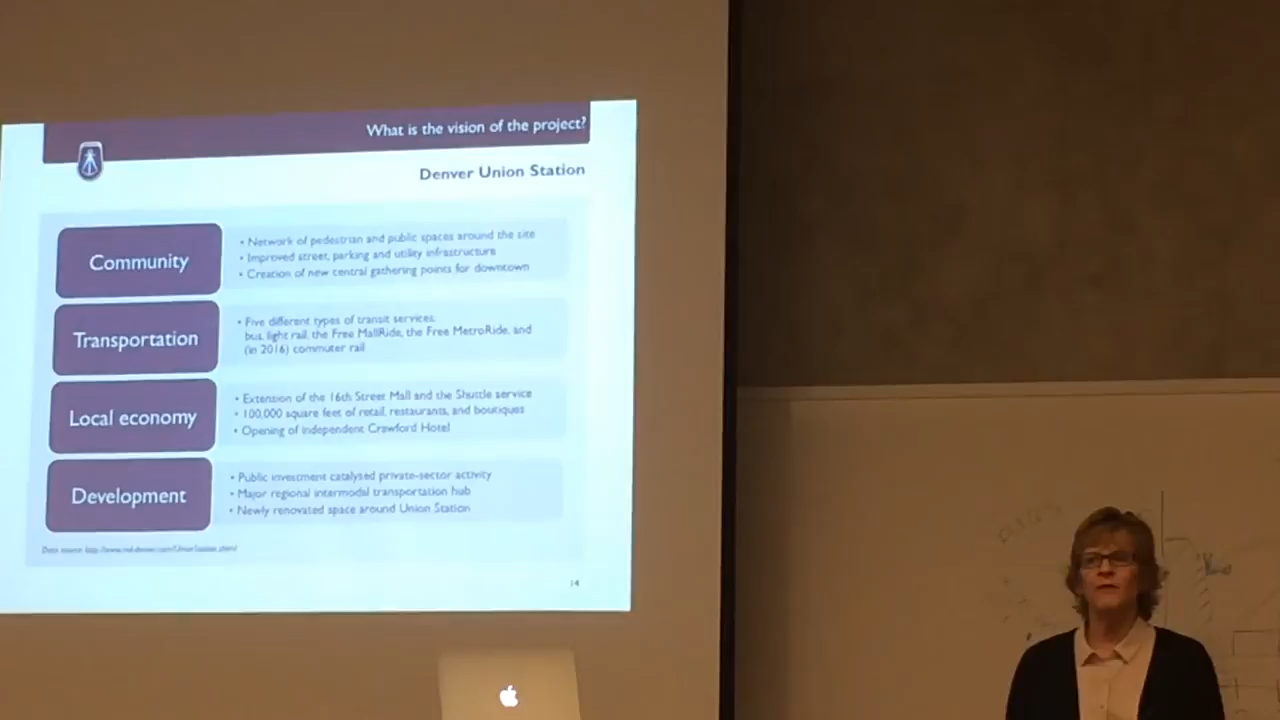 What is the vision of the project?
Denver Union Station
Community
• Network of pedestrian and public spaces around the site
• Improved street, parking and utility infrastructure
• Creation of new central gathering points for downtown
Transportation
• Five different types of transit services:
bus, light rail, the Free MallRide, the Free MetroRide, and
(in 2016) commuter rail
Local economy
• Extension of the 16th Street Mall and the Shuttle service
• 100,000 square feet of retail, restaurants, and boutiques
• Opening of independent Crawford Hotel
Development
• Public investment catalyzed private-sector activity
• Major regional intermodal transportation hub
• Newly renovated space around Union Station
Data source:
14